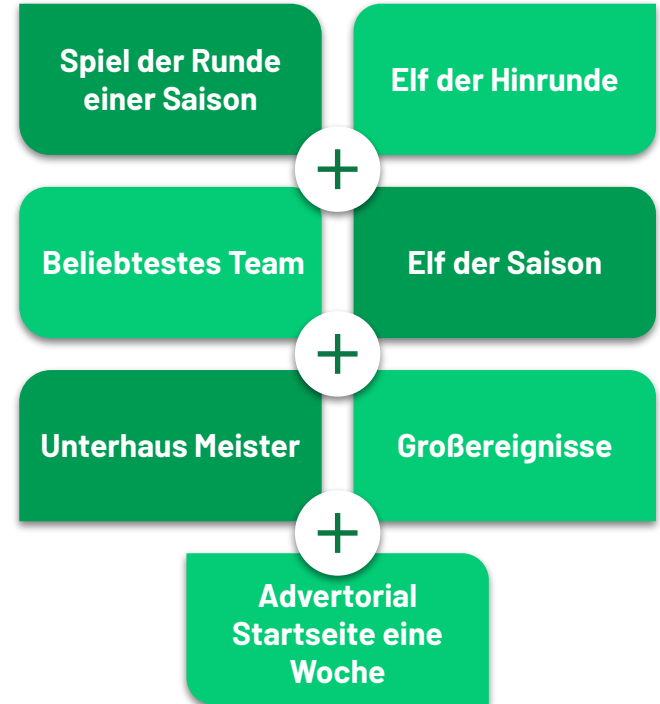 Spiel der Runde
einer Saison
Elf der Hinrunde
Beliebtestes Team
Elf der Saison
Unterhaus Meister
Großereignisse
Advertorial
Startseite eine
Woche